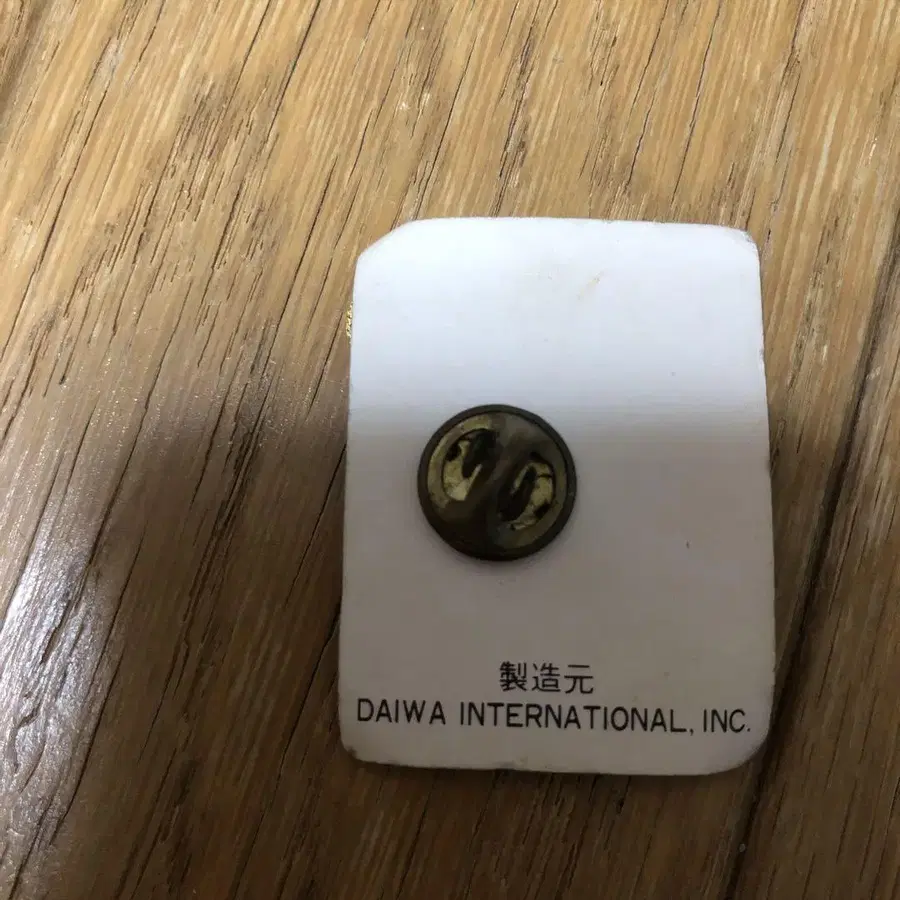 製造元
DAIWA INTERNATIONAL, INC.